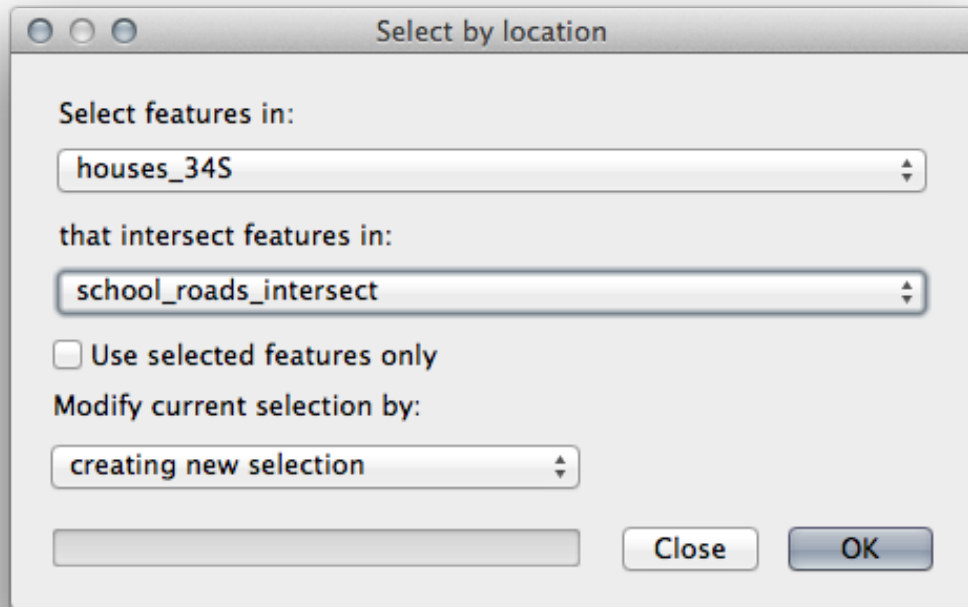 Select by location
Select features in:
houses_34S
that intersect features in:
school_roads_intersect
Use selected features only
Modify current selection by:
creating new selection
Close OK